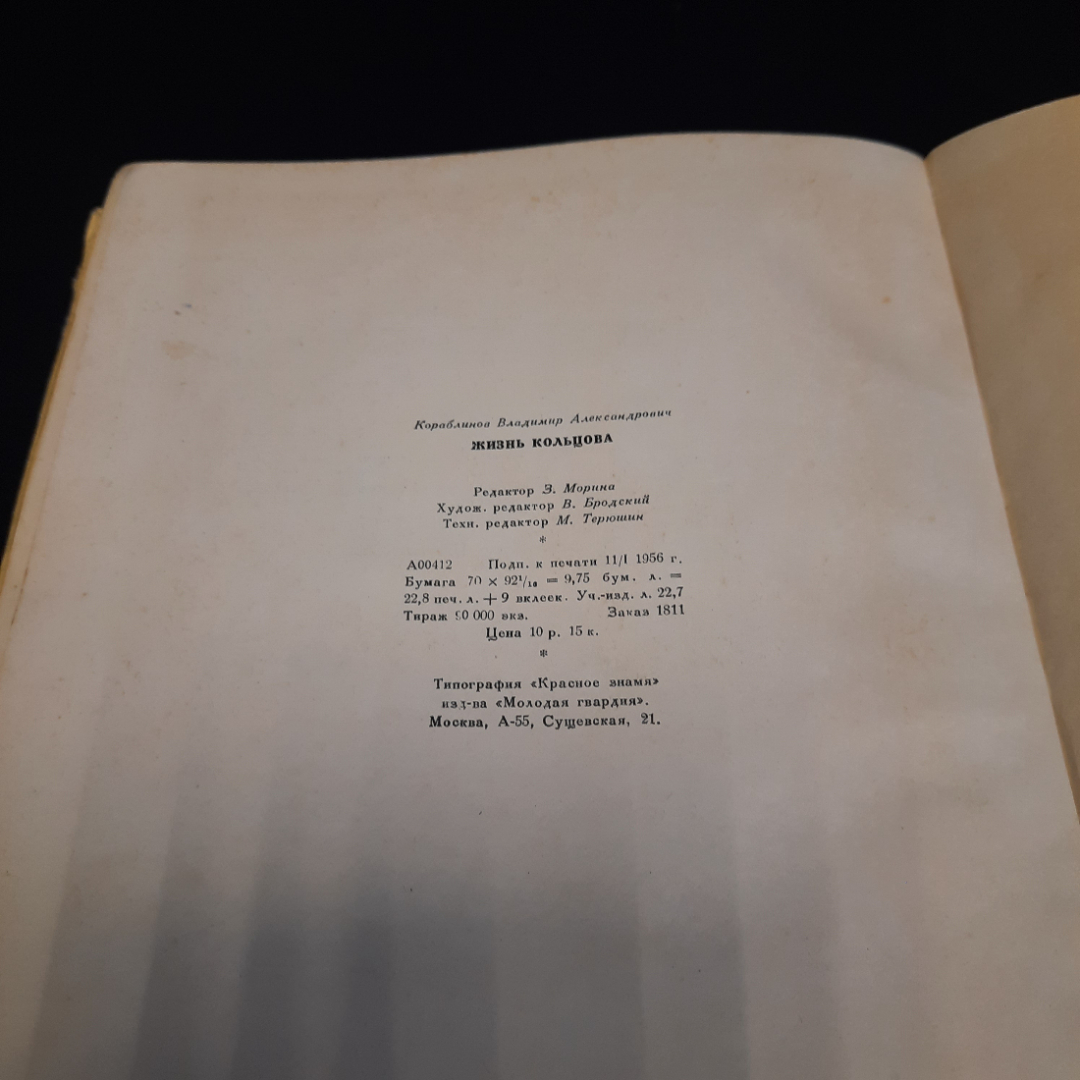 Кораблинов Владимир Александрович
ЖИЗНЬ КОЛЬЦОВА
Редактор З. Морина
Худож. редактор В. Бродский
Техн. редактор М. Терюшин
*
А00412 Подп. к печати 11/I 1956 г.
Бумага 70 × 92¹/₁₆ = 9,75 бум. л. =
22,8 печ. л. + 9 вклеек. Уч.-изд. л. 22,7
Тираж 000 экз. Заказ 1811
Цена 10 р. 15 к.
*
Типография «Красное знамя»
изд-ва «Молодая гвардия».
Москва, А-55, Сущевская, 21.